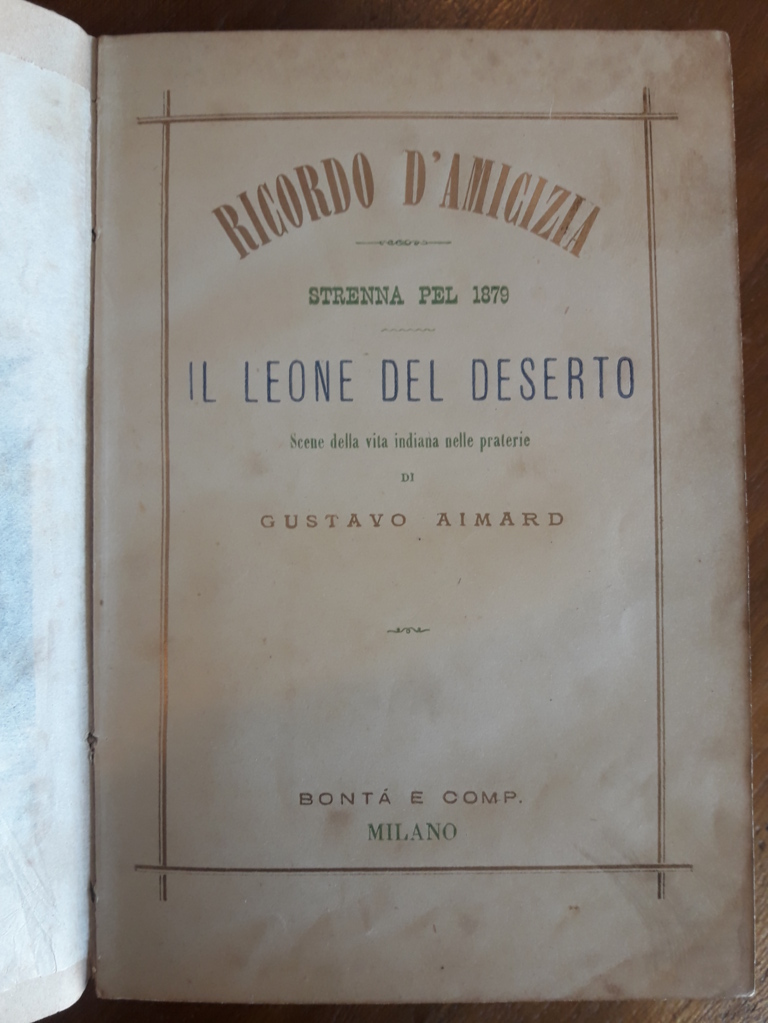 RICORDO D'AMICIZIA
STRENNA PEL 1879
IL LEONE DEL DESERTO
Scene della vita indiana nelle praterie
DI
GUSTAVO AIMARD
BONTÁ E COMP.
MILANO